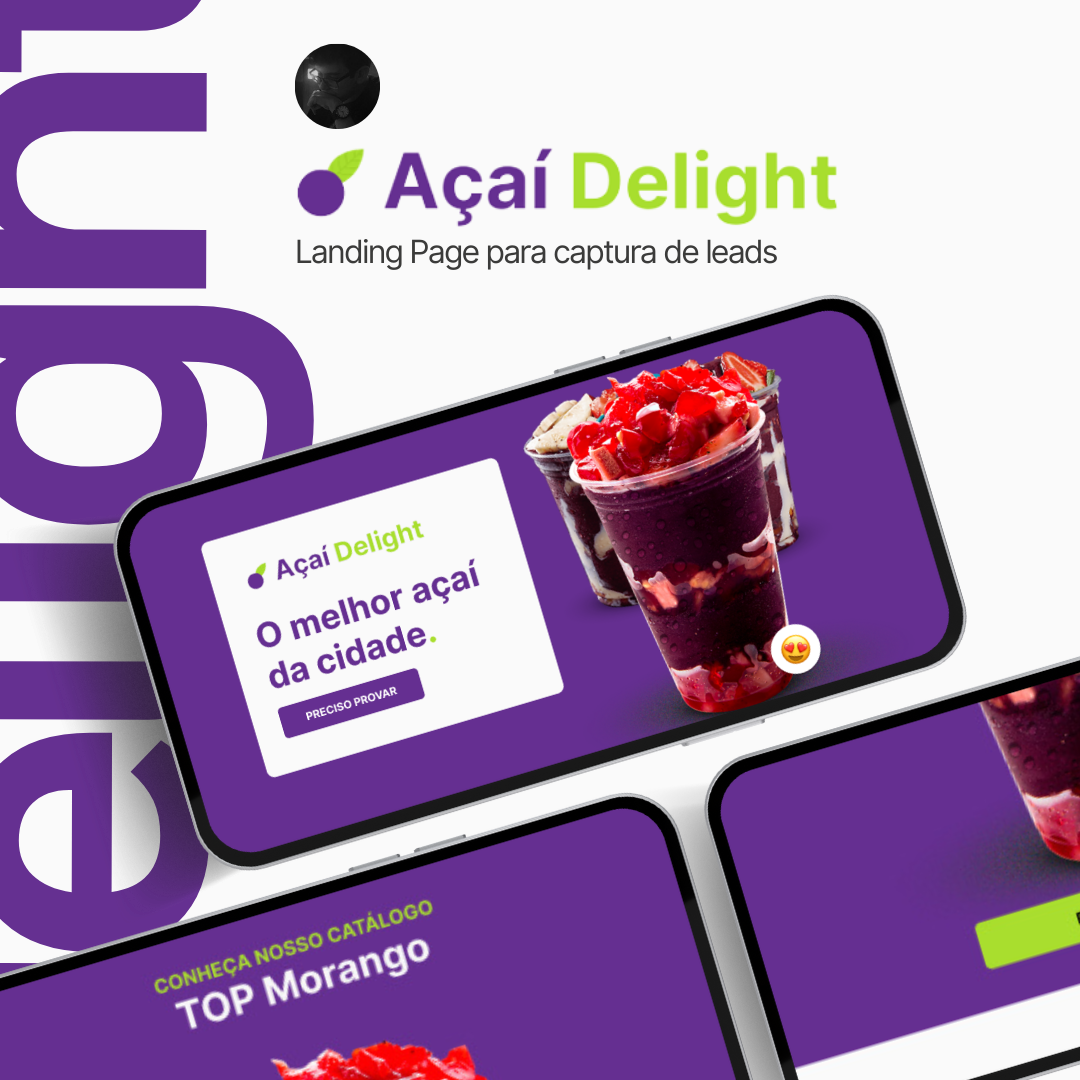 Açaí Delight
Landing Page para captura de leads
elight
Açaí Delight
O melhor açaí
da cidade.
PRECISO PROVAR
CONHEÇA NOSSO CATÁLOGO
TOP Morango